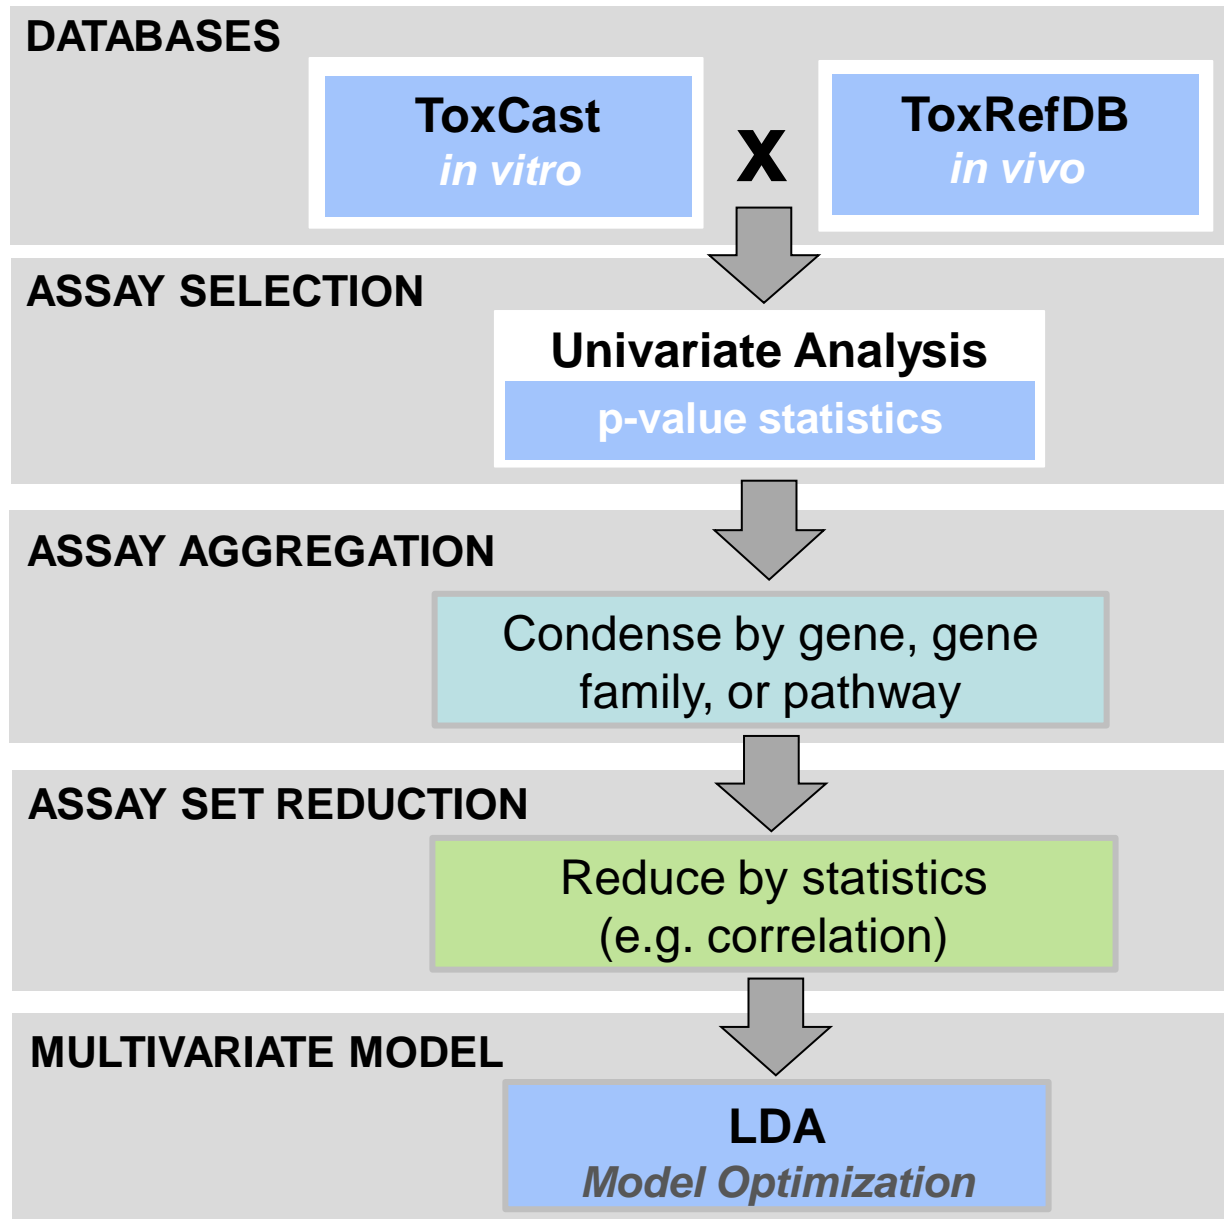 DATABASES
ToxCast
in vitro
x
ToxRefDB
in vivo
ASSAY SELECTION
Univariate Analysis
p-value statistics
ASSAY AGGREGATION
Condense by gene, gene
family, or pathway
ASSAY SET REDUCTION
Reduce by statistics
(e.g. correlation)
MULTIVARIATE MODEL
LDA
Model Optimization